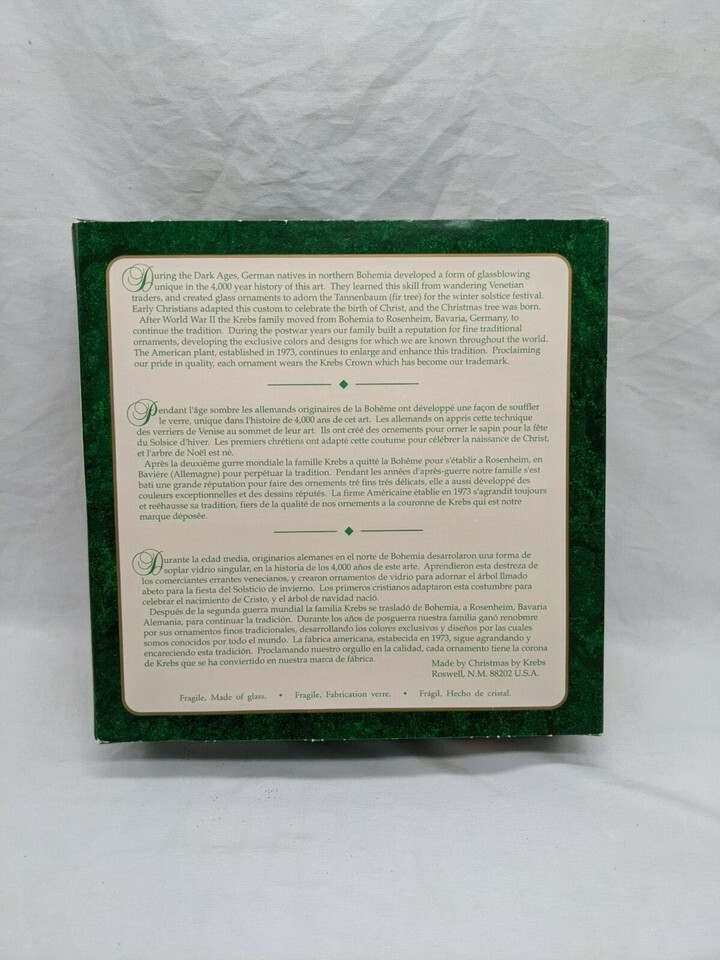 During the Dark Ages, German natives in northern Bohemia developed a form of glassblowing
unique in the 4,000 year history of this art. They learned this skill from wandering Venetian
traders, and created glass ornaments to adorn the Tannenbaum (fir tree) for the winter solstice festival.
Early Christians adapted this custom to celebrate the birth of Christ, and the Christmas tree was born.
After World War II the Krebs family moved from Bohemia to Rosenheim, Bavaria, Germany, to
continue the tradition. During the postwar years our family built a reputation for fine traditional
ornaments, developing the exclusive colors and designs for which we are known throughout the world.
The American plant, established in 1973, continues to enlarge and enhance this tradition. Proclaiming
our pride in quality, each ornament wears the Krebs Crown which has become our trademark.
Pendant l'âge sombre les allemands originaires de la Bohême ont développé une façon de souffler
le verre, unique dans l'histoire de 4,000 ans de cet art. Les allemands on appris cette technique
des verriers de Venise au sommet de leur art. Ils ont créé des ornements pour orner le sapin pour la fête
du Solsice d'hiver. Les premiers chrétiens ont adapté cette coutume pour célébrer la naissance de Christ,
et l'arbre de Noël est né.
Après la deuxième gurre mondiale la famille Krebs a quitté la Bohême pour s'établir a Rosenheim, en
Bavière (Allemagne) pour perpétuar la tradition. Pendant les années d'après-guerre notre famille s'est
bati une grande réputation pour faire des ornements tré fins trés délicats, elle a aussi développé des
couleurs exceptionnelles et des dessins réputés. La firme Américaine établie en 1973 s'agrandit toujours
et reéhausse sa tradition, fiers de la qualité de nos ornements a la couronne de Krebs qui est notre
marque déposée.
Durante la edad media, originarios alemanes en el norte de Bohemia desarrolaron una forma de
soplar vidrio singular, en la historia de los 4,000 años de este arte. Aprendieron esta destreza de
los comerciantes errantes venecianos, y crearon ornamentos de vidrio para adornar el árbol llmado
abeto para la fiesta del Solsticio de invierno. Los primeros cristianos adaptaron esta costumbre para
celebrar el nacimiento de Cristo, y el árbol de navidad nació.
Después de la segunda guerra mundial la familia Krebs se trasladó de Bohemia, a Rosenheim, Bavaria
Alemania, para continuar la tradición. Durante los años de posguerra nuestra familia ganó renobmre
por sus ornamentos finos tradicionales, desarrollando los colores exclusivos y diseños por las cuales
somos conocidos por todo el mundo. La fábrica americana, estabecida en 1973, sigue agrandando y
encareciendo esta tradición. Proclamando nuestro orgullo en la calidad, cada ornamento tiene la corona
de Krebs que se ha convertido en nuestra marca de fábrica.
Made by Christmas by Krebs
Roswell, N.M. 88202 U.S.A.
Fragile, Made of glass. • Fragile, Fabrication verre. • Frágil, Hecho de cristal.